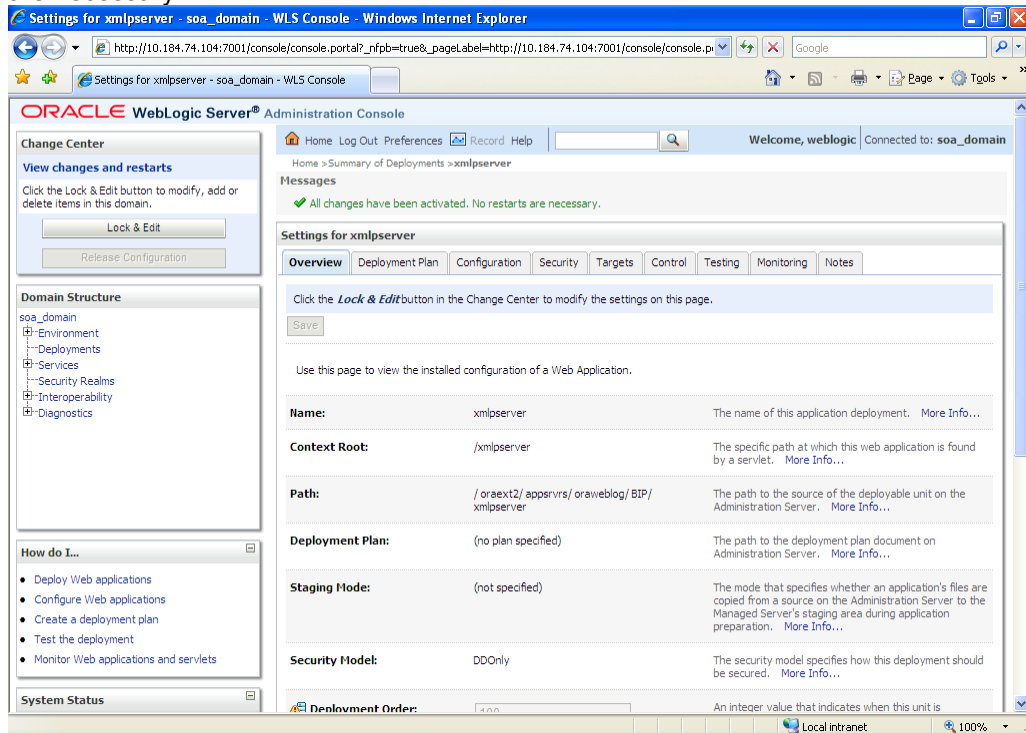 Settings for xmlpserver - soa_domain - WLS Console - Windows Internet Explorer
http://10.184.74.104:7001/console/console.portal?_nfpb=true&_pageLabel=http://10.184.74.104:7001/console/console.p
Google
Settings for xmlpserver - soa_domain - WLS Console
Page
Tools
ORACLE WebLogic Server® Administration Console
Change Center
View changes and restarts
Click the Lock & Edit button to modify, add or
delete items in this domain.
Lock & Edit
Release Configuration
Domain Structure
soa_domain
Environment
Deployments
Services
Security Realms
Interoperability
Diagnostics
How do I...
Deploy Web applications
Configure Web applications
Create a deployment plan
Test the deployment
Monitor Web applications and servlets
System Status
Home Log Out Preferences Record Help
Welcome, weblogic Connected to: soa_domain
Home >Summary of Deployments >xmlpserver
Messages
All changes have been activated. No restarts are necessary.
Settings for xmlpserver
Overview Deployment Plan Configuration Security Targets Control Testing Monitoring Notes
Click the Lock & Edit button in the Change Center to modify the settings on this page.
Save
Use this page to view the installed configuration of a Web Application.
Name: xmlpserver The name of this application deployment. More Info...
Context Root: /xmlpserver The specific path at which this web application is found
by a servlet. More Info...
Path: / oraext2/ appsrvrs/ oraweblog/ BIP/ The path to the source of the deployable unit on the
xmlpserver Administration Server. More Info...
Deployment Plan: (no plan specified) The path to the deployment plan document on
Administration Server. More Info...
Staging Mode: (not specified) The mode that specifies whether an application's files are
copied from a source on the Administration Server to the
Managed Server's staging area during application
preparation. More Info...
Security Model: DDOnly The security model specifies how this deployment should
be secured. More Info...
Deployment Order: 100 An integer value that indicates when this unit is
Local intranet 100%